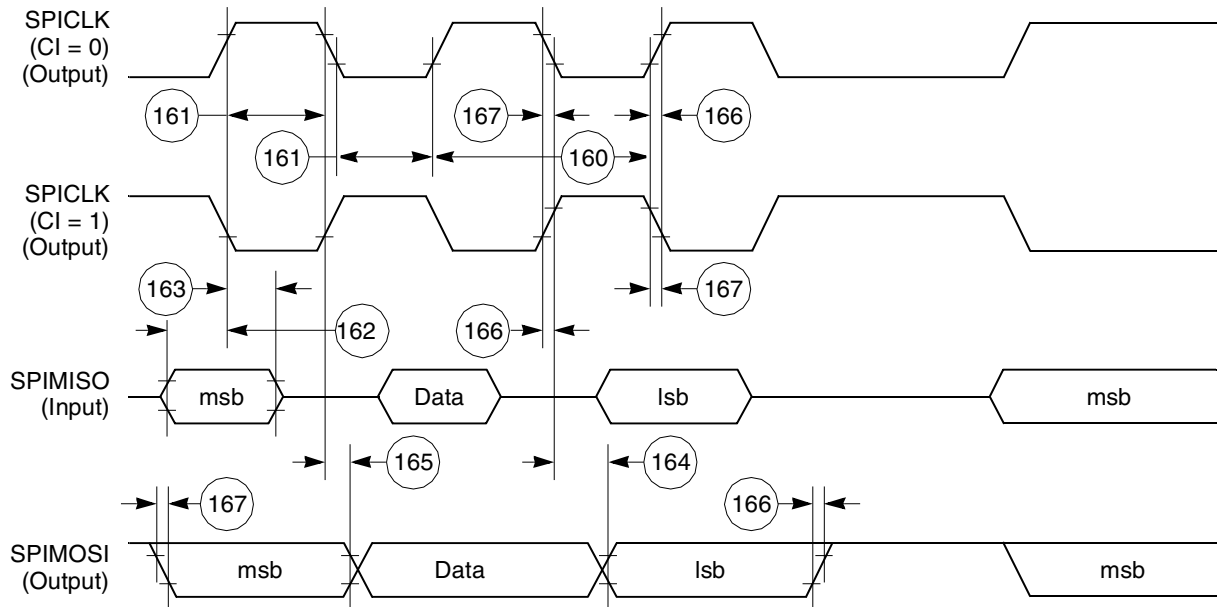 SPICLK
(CI = 0)
(Output)
161
167
166
161
160
SPICLK
(CI = 1)
(Output)
163
167
162
166
SPIMISO
(Input)
msb
Data
lsb
msb
165
164
167
166
SPIMOSI
(Output)
msb
Data
lsb
msb